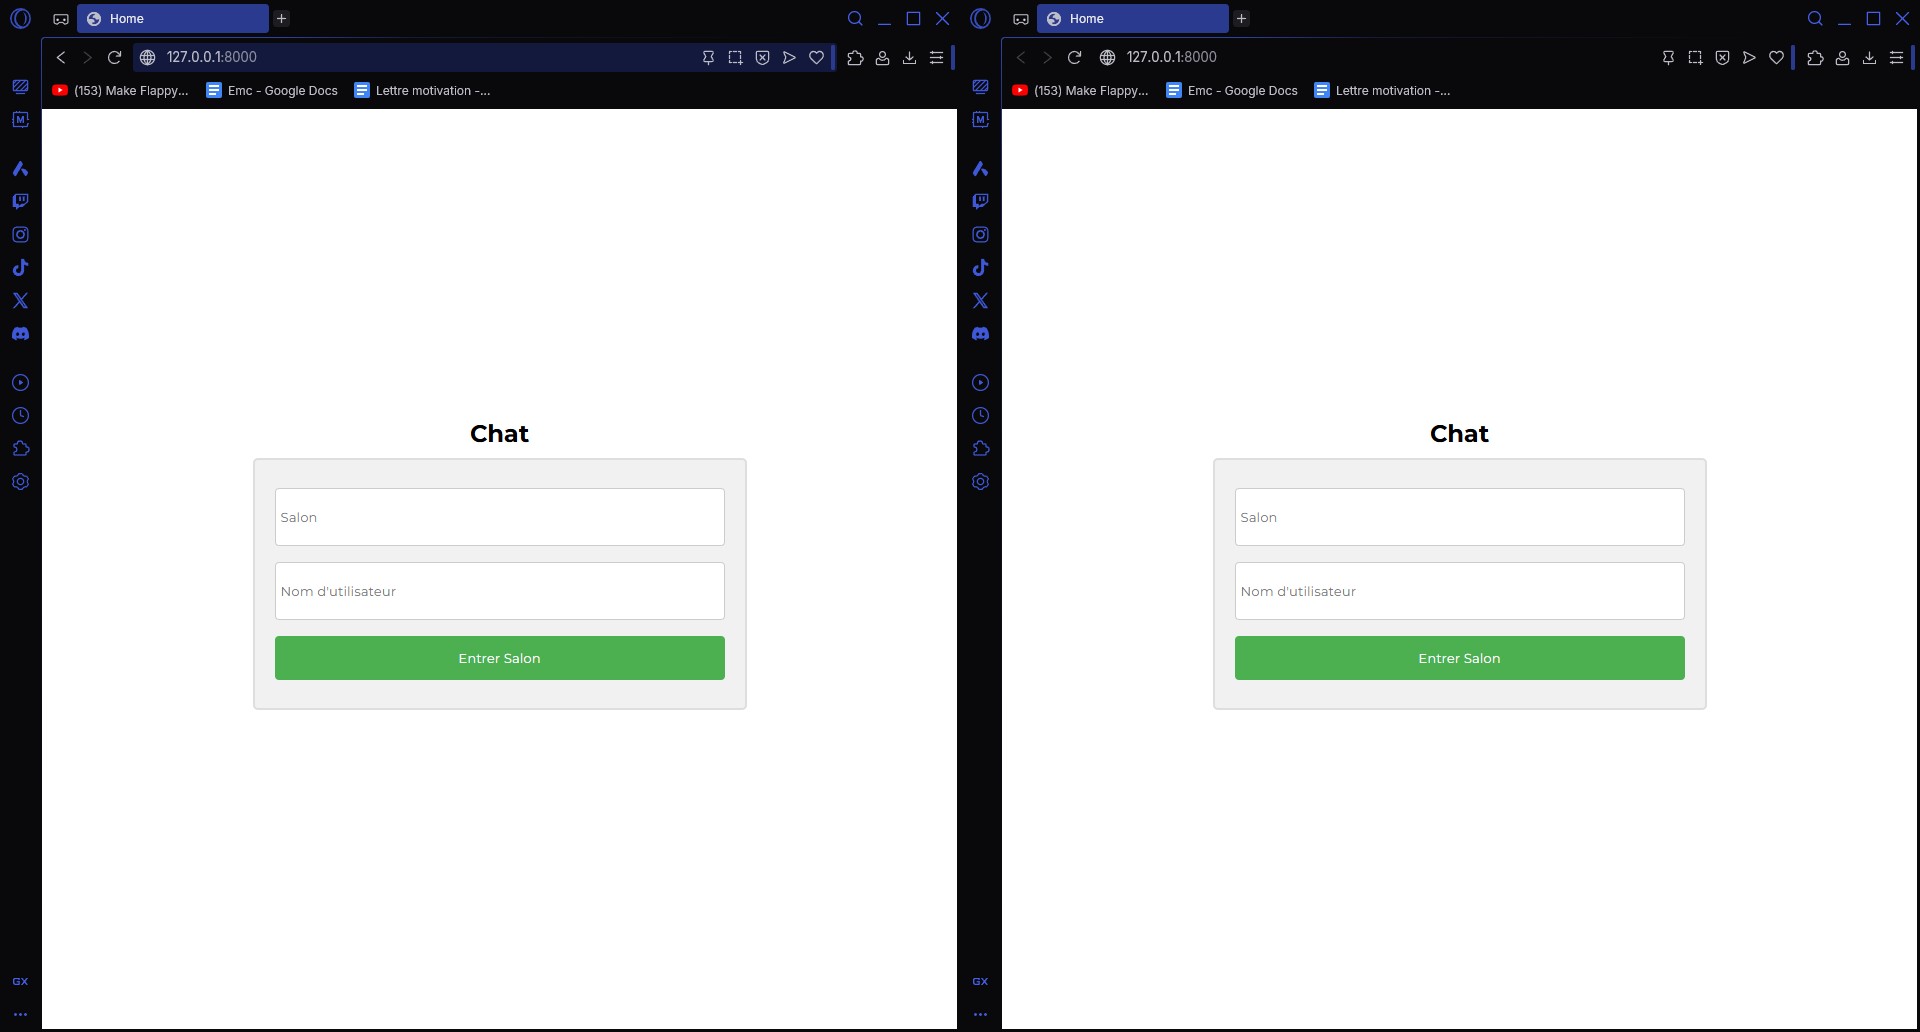 Home
127.0.0.1:8000
(153) Make Flappy...
Emc - Google Docs
Lettre motivation -...
M
Chat
Salon
Nom d'utilisateur
Entrer Salon
GX
Home
127.0.0.1:8000
(153) Make Flappy...
Emc - Google Docs
Lettre motivation -...
M
Chat
Salon
Nom d'utilisateur
Entrer Salon
GX